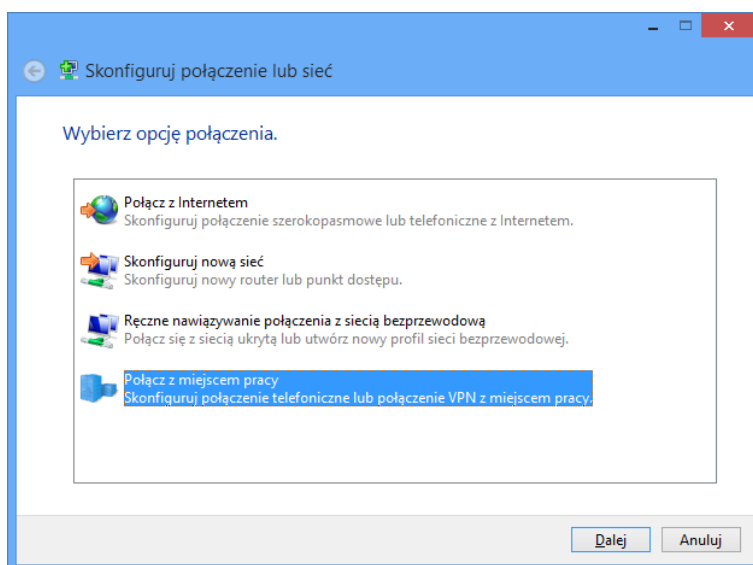 Skonfiguruj połączenie lub sieć
Wybierz opcję połączenia.
Połącz z Internetem
Skonfiguruj połączenie szerokopasmowe lub telefoniczne z Internetem.
Skonfiguruj nową sieć
Skonfiguruj nowy router lub punkt dostępu.
Ręczne nawiązywanie połączenia z siecią bezprzewodową
Połącz się z siecią ukrytą lub utwórz nowy profil sieci bezprzewodowej.
Połącz z miejscem pracy
Skonfiguruj połączenie telefoniczne lub połączenie VPN z miejscem pracy.
Dalej Anuluj